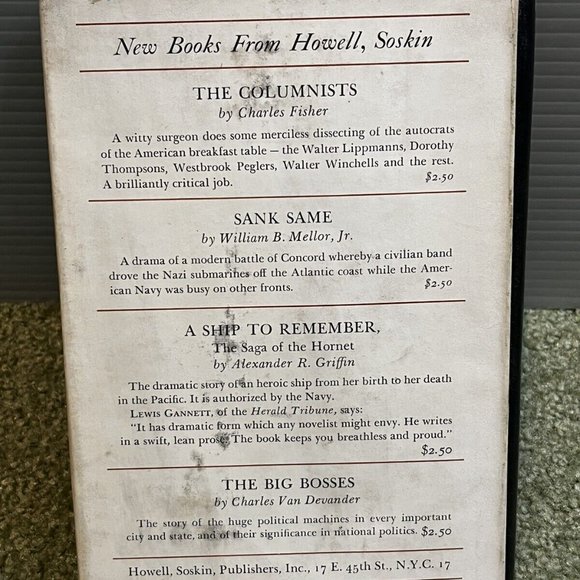 New Books From Howell, Soskin
THE COLUMNISTS
by Charles Fisher
A witty surgeon does some merciless dissecting of the autocrats
of the American breakfast table — the Walter Lippmanns, Dorothy
Thompsons, Westbrook Peglers, Walter Winchells and the rest.
A brilliantly critical job. $2.50
SANK SAME
by William B. Mellor, Jr.
A drama of a modern battle of Concord whereby a civilian band
drove the Nazi submarines off the Atlantic coast while the Amer-
ican Navy was busy on other fronts. $2.50
A SHIP TO REMEMBER,
The Saga of the Hornet
by Alexander R. Griffin
The dramatic story of an heroic ship from her birth to her death
in the Pacific. It is authorized by the Navy.
LEWIS GANNETT, of the Herald Tribune, says:
"It has dramatic form which any novelist might envy. He writes
in a swift, lean prose. The book keeps you breathless and proud."
$2.50
THE BIG BOSSES
by Charles Van Devander
The story of the huge political machines in every important
city and state, and of their significance in national politics. $2.50
Howell, Soskin, Publishers, Inc., 17 E. 45th St., N.Y.C. 17